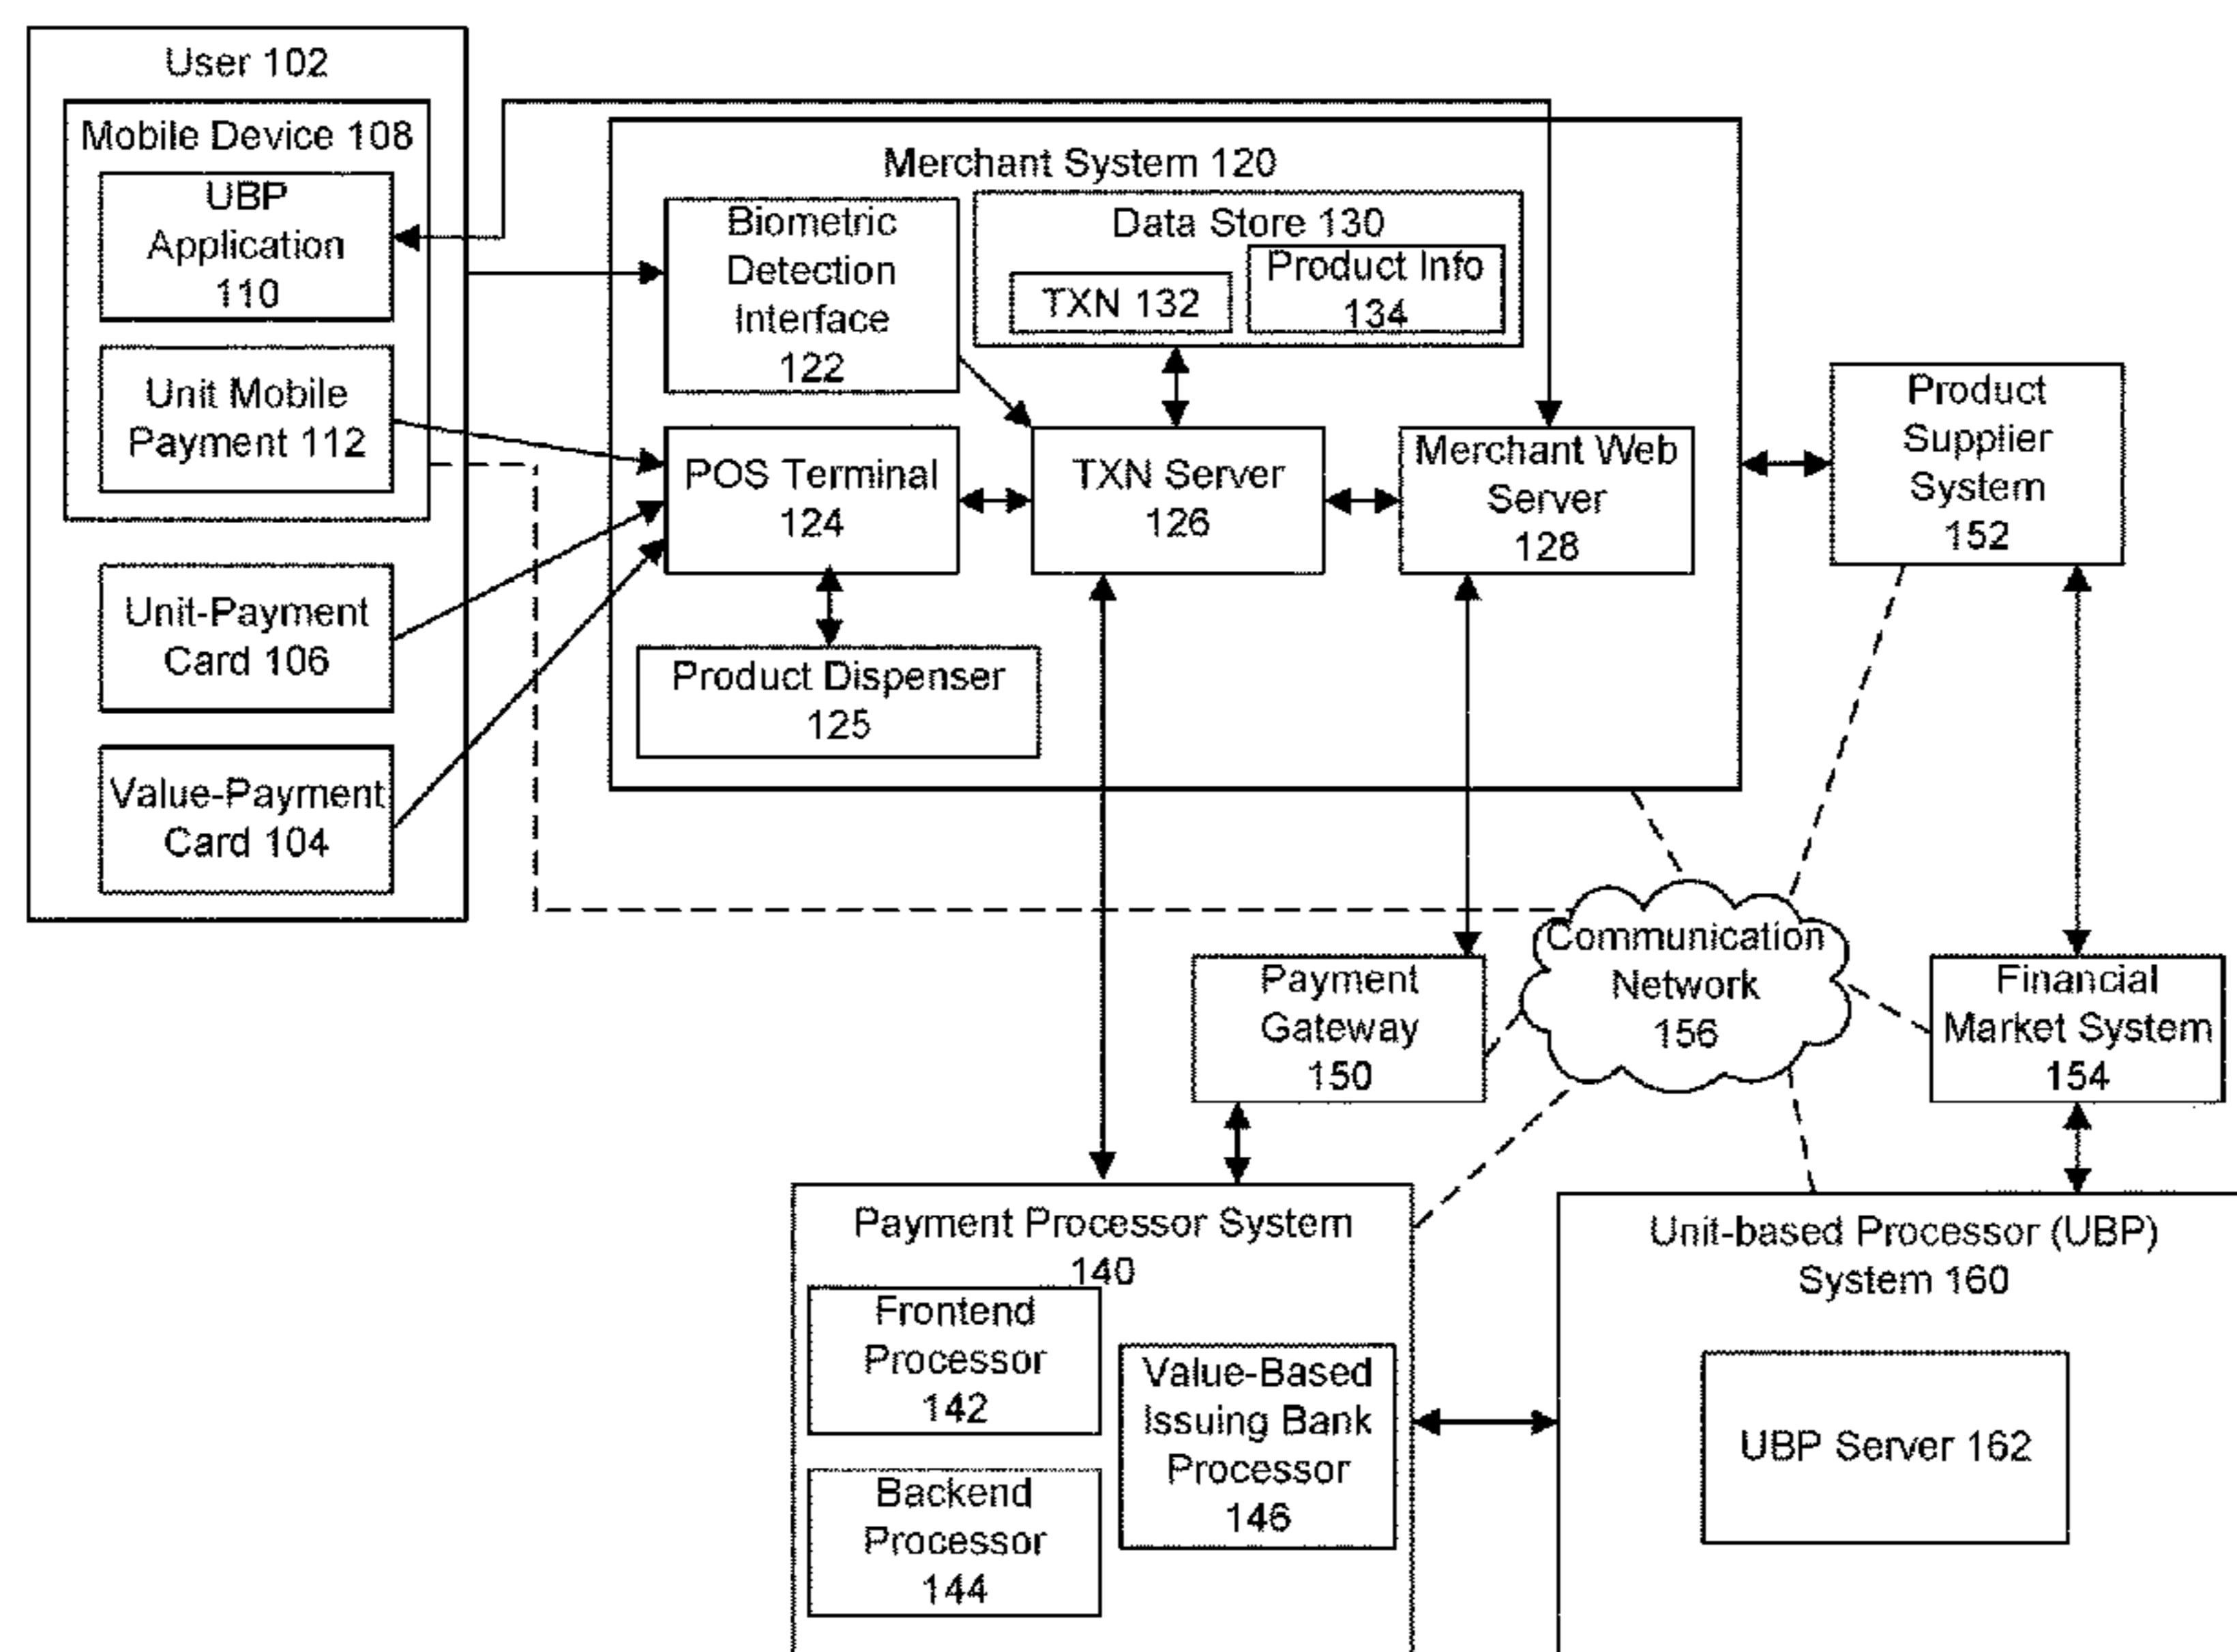 User 102
Mobile Device 108
UBP
Application
110
Unit Mobile
Payment 112
Unit-Payment
Card 106
Value-Payment
Card 104
Merchant System 120
Biometric
Detection
Interface
122
Data Store 130
TXN 132
Product Info
134
POS Terminal
124
TXN Server
126
Merchant Web
Server
128
Product Dispenser
125
Product
Supplier
System
152
Communication
Network
156
Payment
Gateway
150
Financial
Market System
154
Payment Processor System
140
Frontend
Processor
142
Backend
Processor
144
Value-Based
Issuing Bank
Processor
146
Unit-based Processor (UBP)
System 160
UBP Server 162